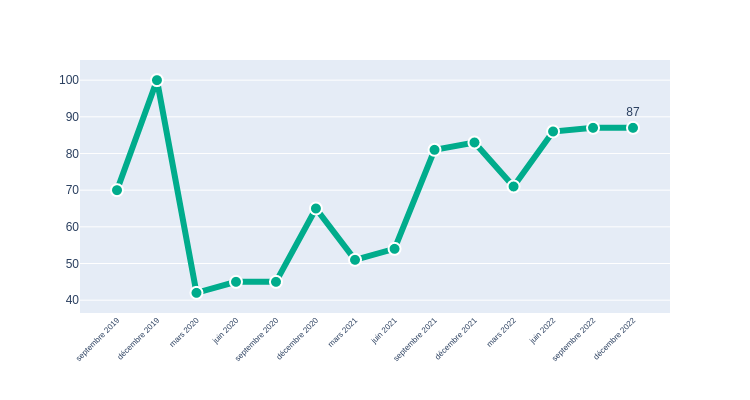 100
90
80
70
60
50
40
87
septembre 2019
décembre 2019
mars 2020
juin 2020
septembre 2020
décembre 2020
mars 2021
juin 2021
septembre 2021
décembre 2021
mars 2022
juin 2022
septembre 2022
décembre 2022